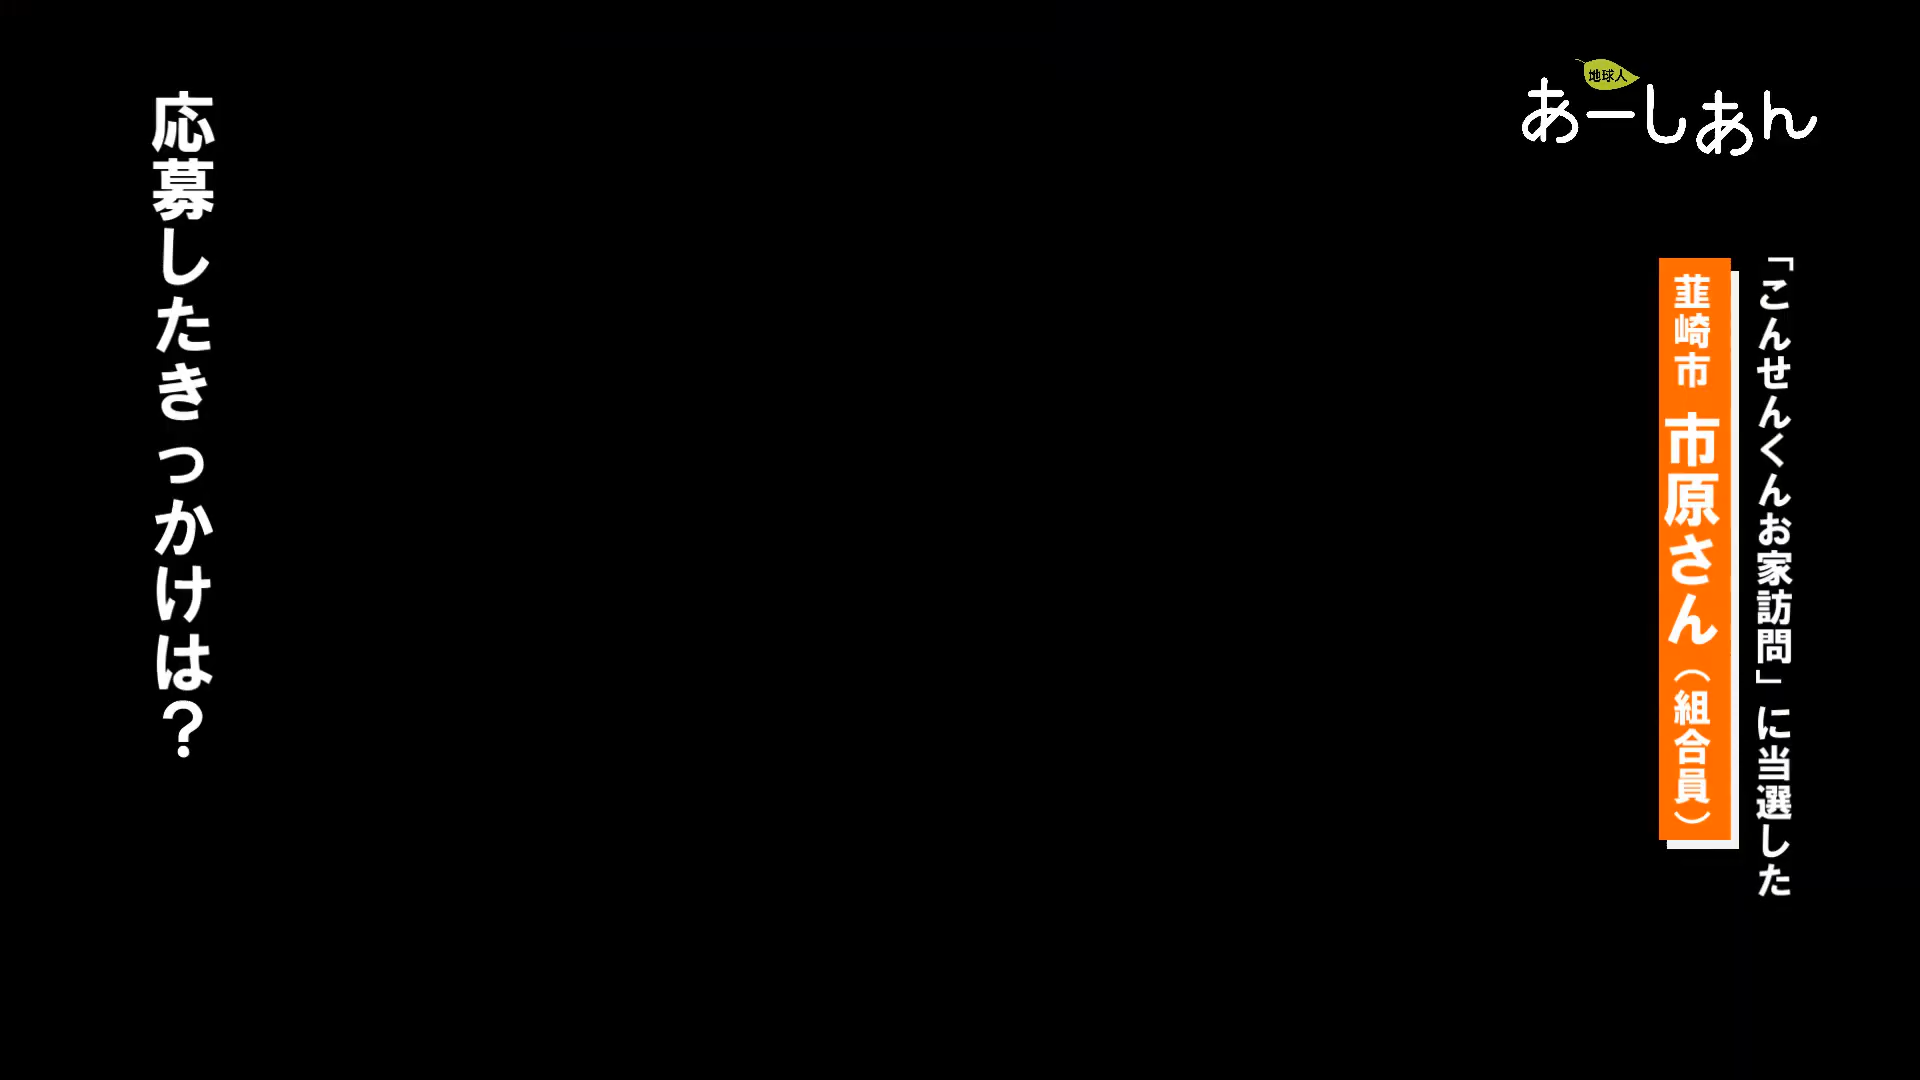 地球人
あーしあん
「こんせんくんお家訪問」に当選した
韮崎市 市原さん（組合員）
応募したきっかけは？